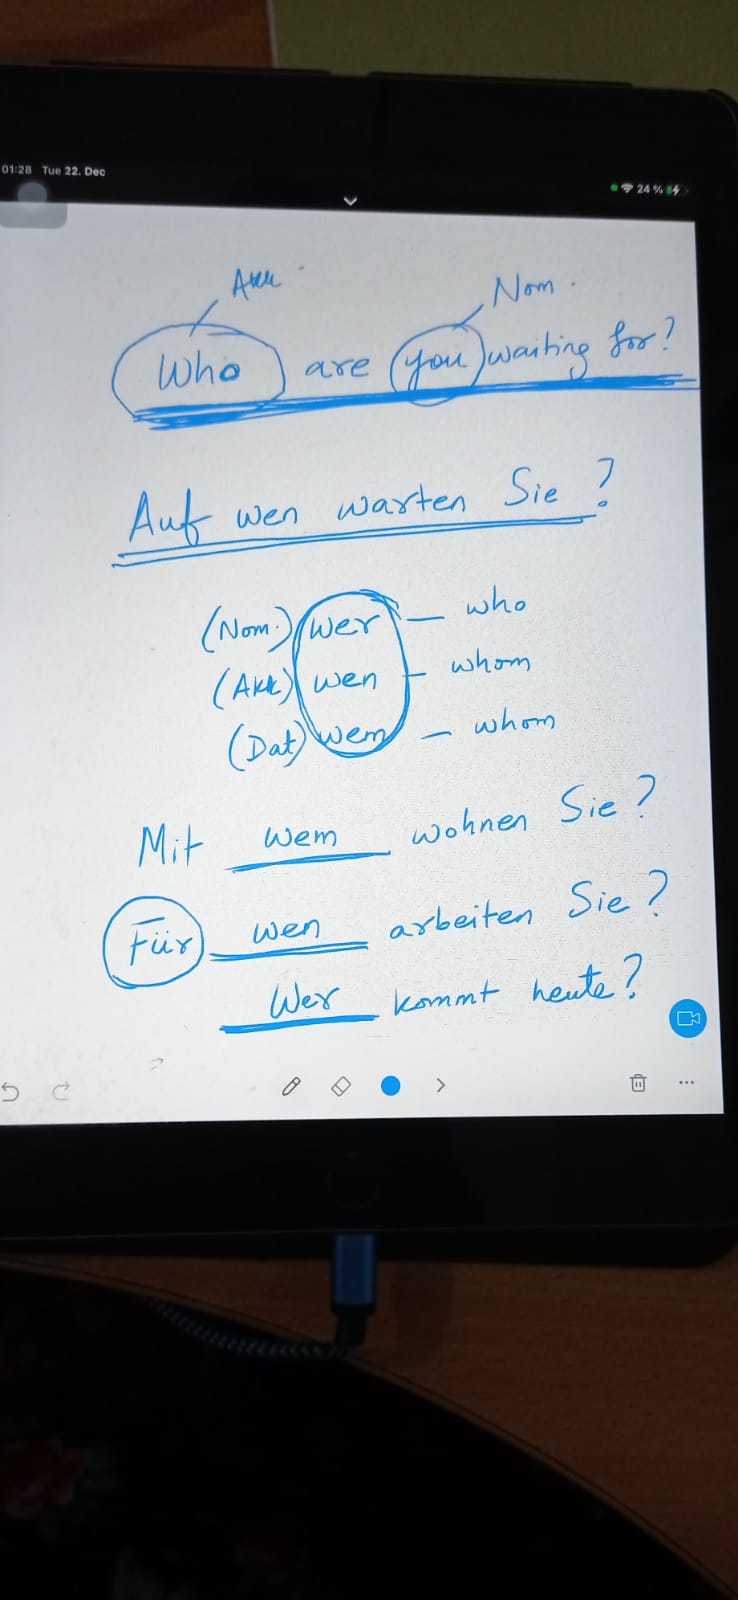 01:28 Tue 22. Dec
24 %
Akk.
Nom.
Who are you waiting for?
Auf wen warten Sie?
(Nom.) wer – who
(Akk) wen – whom
(Dat) wem – whom
Mit wem wohnen Sie?
Für wen arbeiten Sie?
Wer kommt heute?